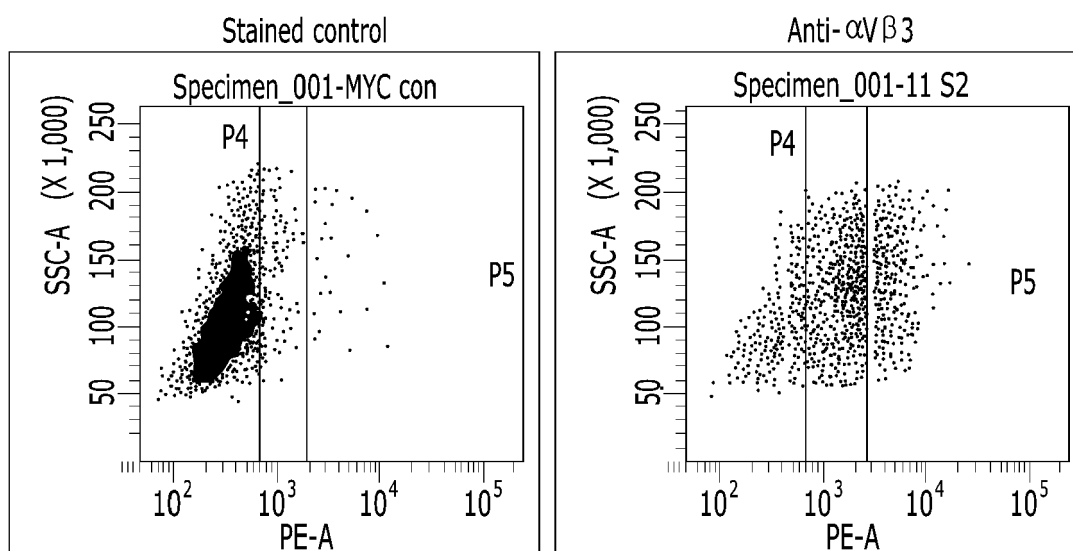 Stained control
Specimen_001-MYC con
P4
P5
SSC-A (X 1,000)
250
200
150
100
50
10^2
10^3
10^4
10^5
PE-A
Anti-αVβ3
Specimen_001-11 S2
P4
P5
SSC-A (X 1,000)
250
200
150
100
50
10^2
10^3
10^4
10^5
PE-A